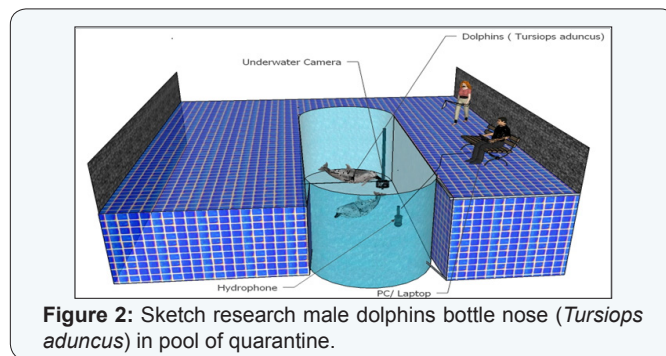 Dolphins ( Tursiops aduncus)
Underwater Camera
Hydrophone
PC/ Laptop
Figure 2: Sketch research male dolphins bottle nose (Tursiops
aduncus) in pool of quarantine.